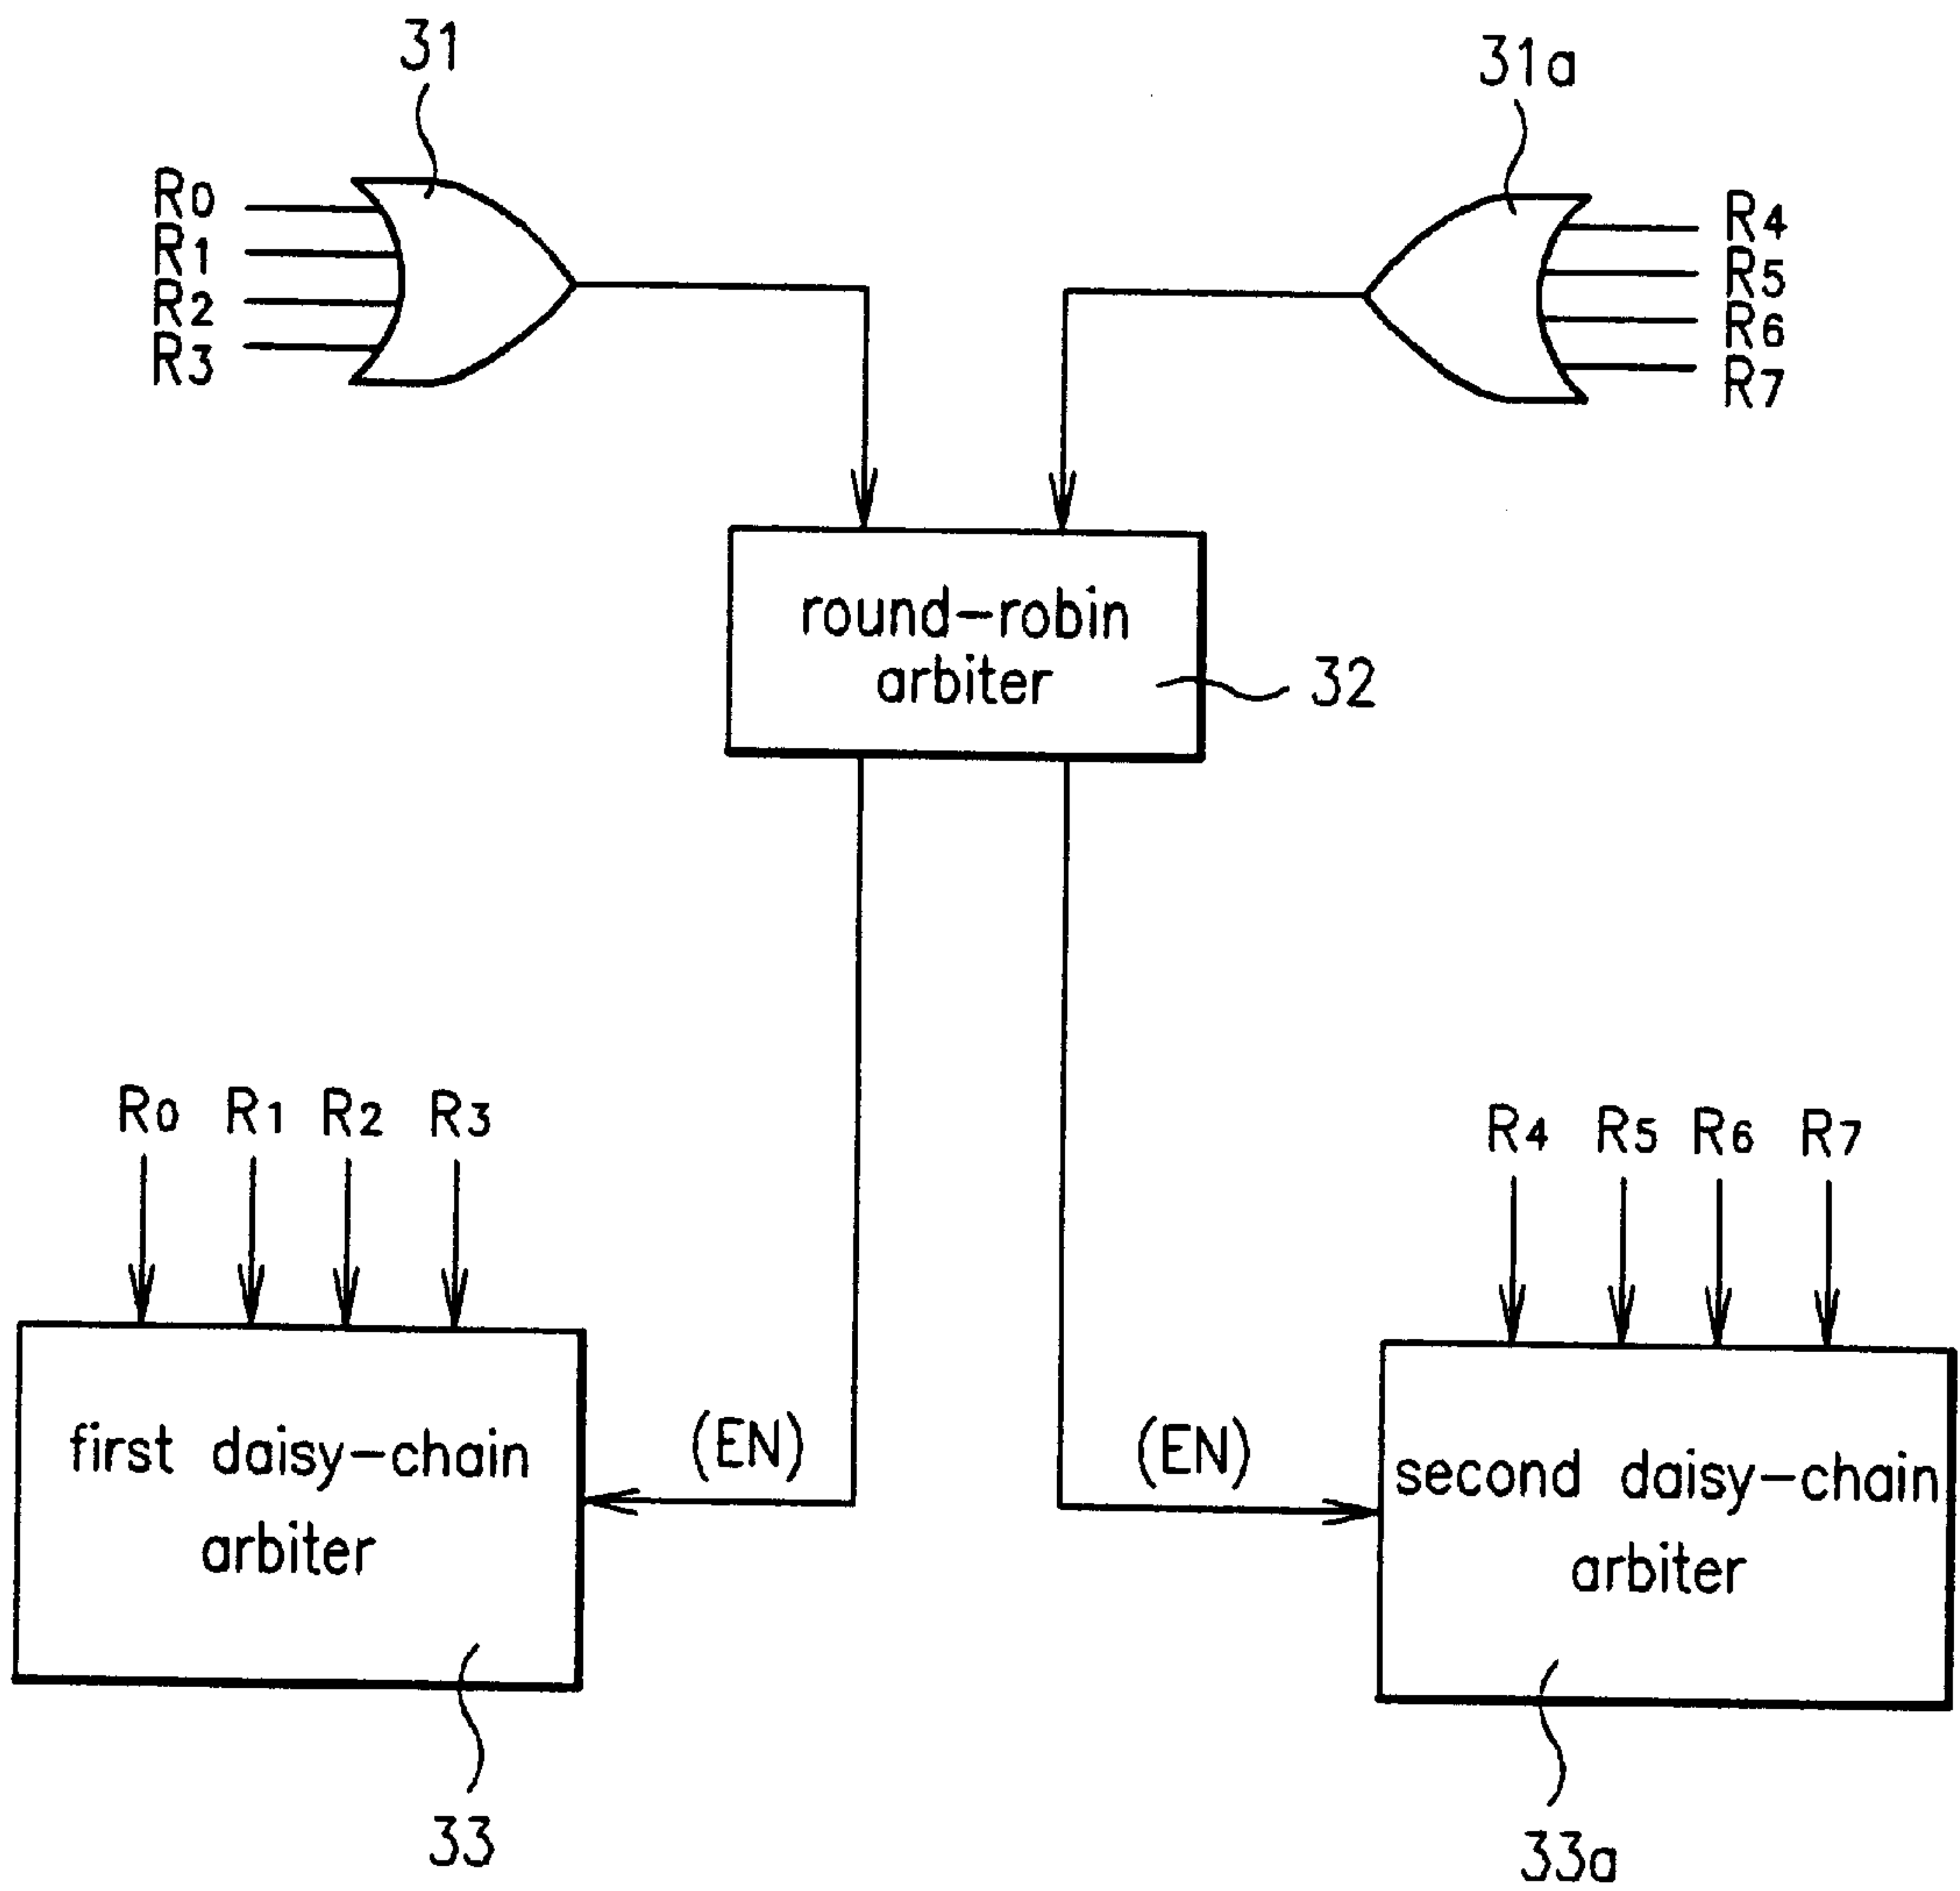 31
31a
R0
R1
R2
R3
R4
R5
R6
R7
round-robin
arbiter
32
R0 R1 R2 R3
R4 R5 R6 R7
(EN)
(EN)
first daisy-chain
arbiter
second daisy-chain
arbiter
33
33a